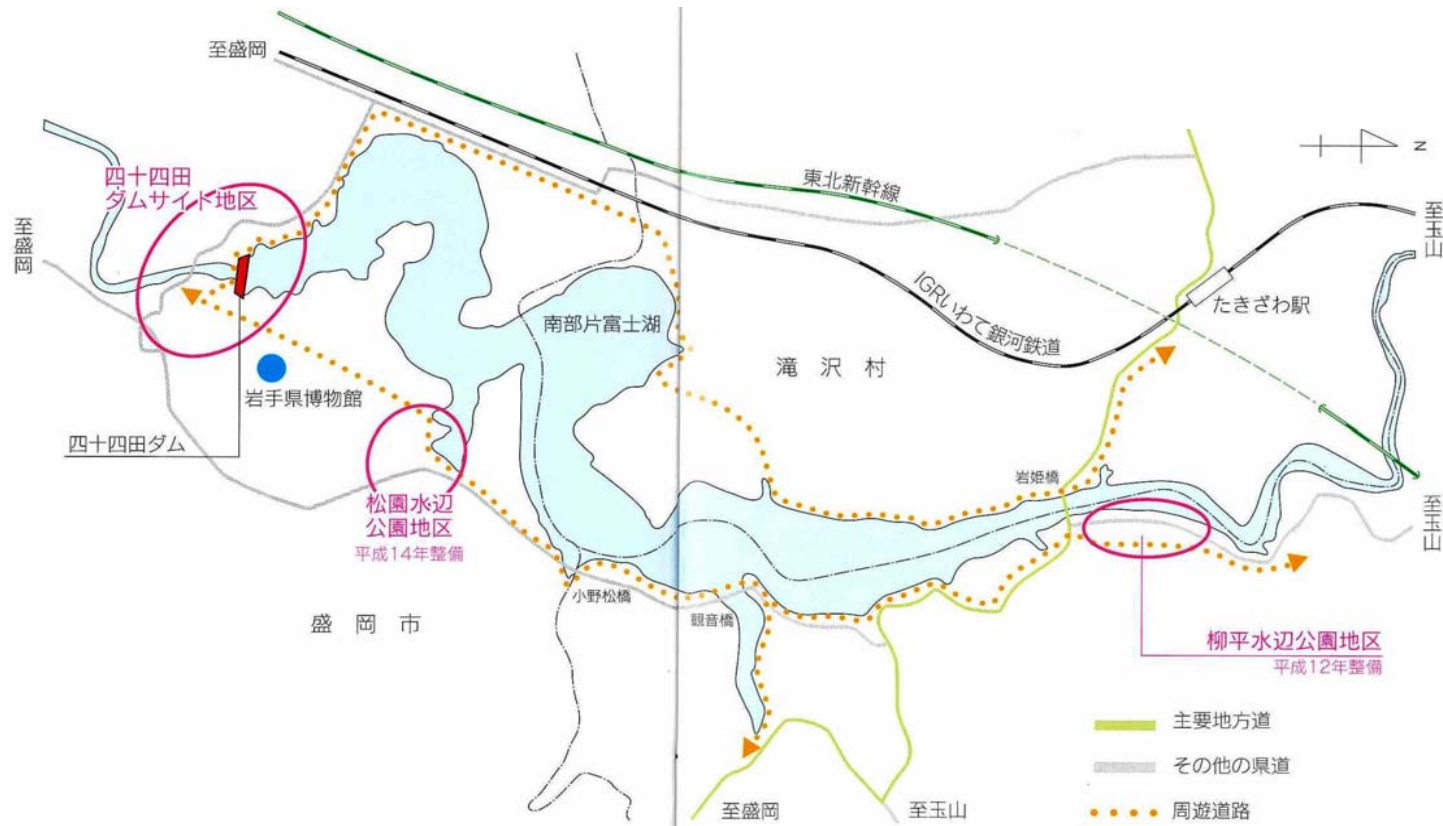 至盛岡
四十四田
ダムサイド地区
至盛岡
東北新幹線
N
至玉山
IGRいわて銀河鉄道
たきざわ駅
南部片富士湖
滝沢村
岩手県博物館
四十四田ダム
松園水辺
公園地区
平成14年整備
岩姫橋
至玉山
小野松橋
観音橋
盛岡市
柳平水辺公園地区
平成12年整備
主要地方道
その他の県道
周遊道路
至盛岡
至玉山